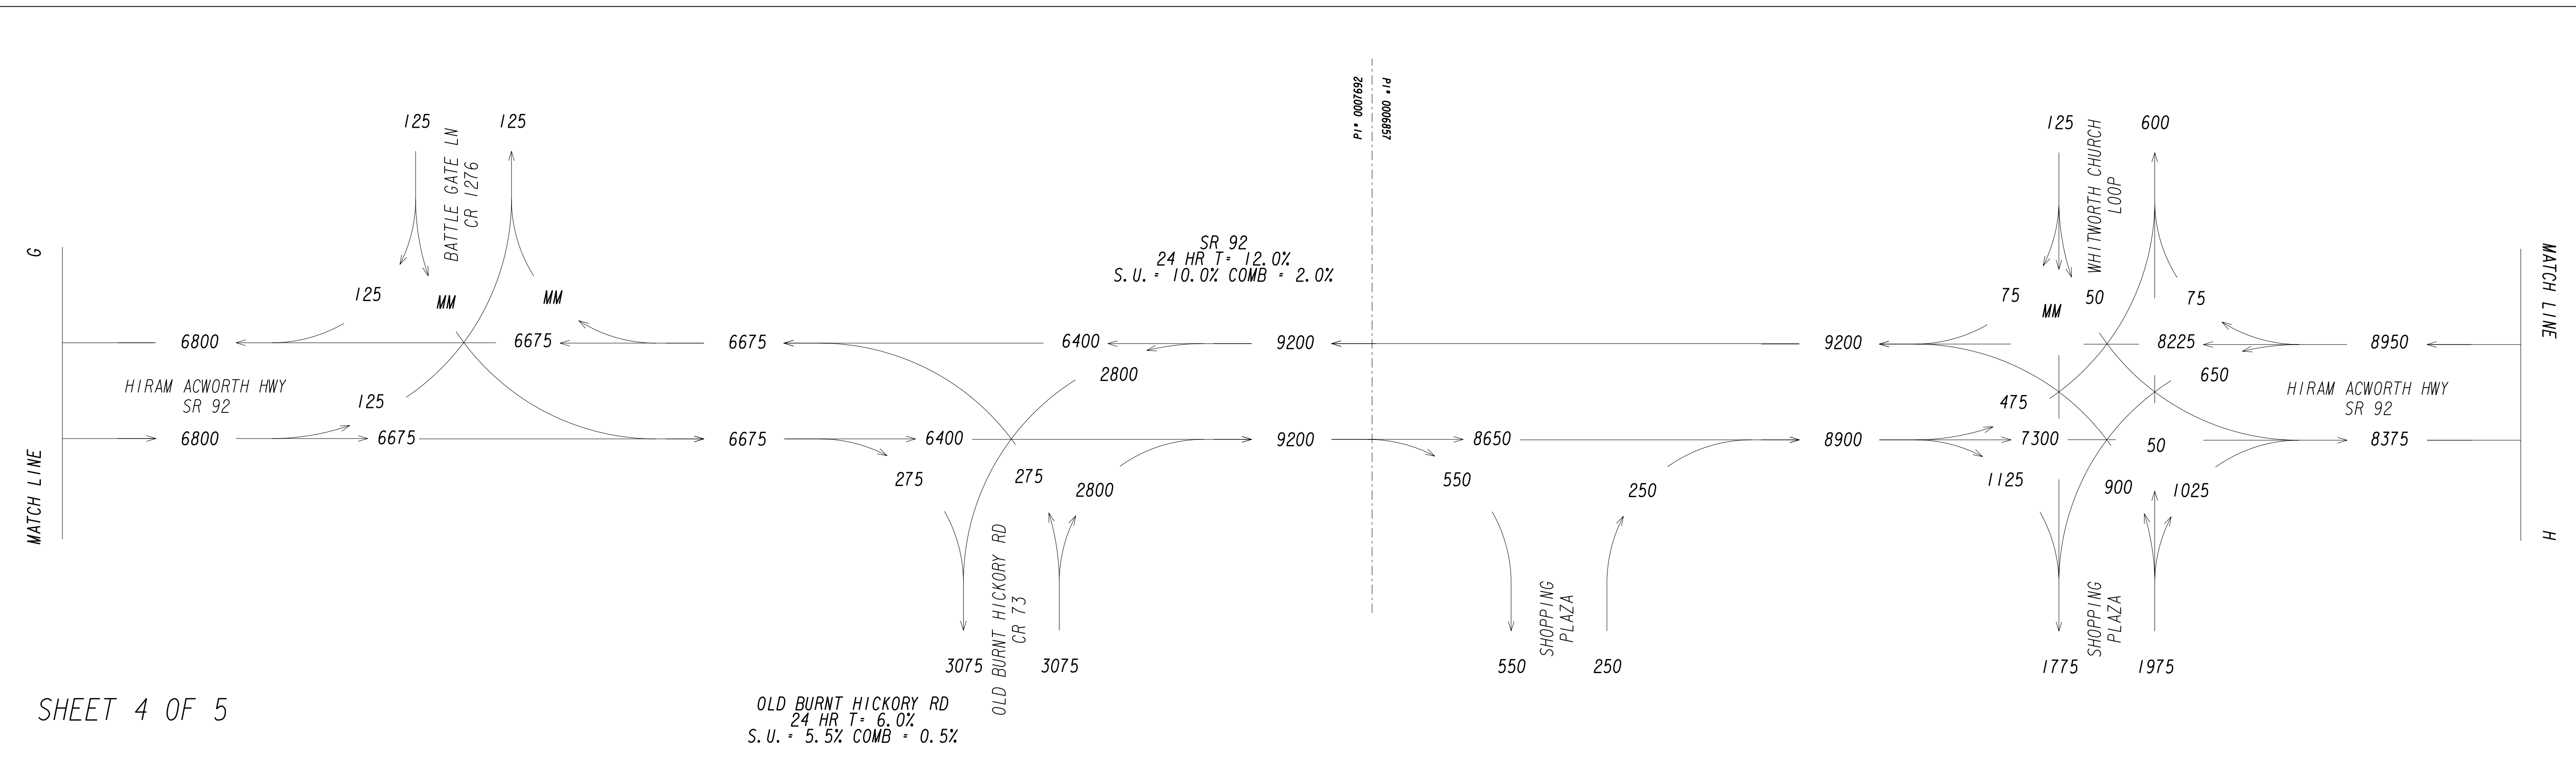 PI# 0007692
PI# 0006857
125
125
BATTLE GATE LN
CR 1276
125
600
WHITWORTH CHURCH
LOOP
G
MATCH LINE
SR 92
24 HR T= 12.0%
S.U.= 10.0% COMB = 2.0%
125
MM
MM
75
MM
50
75
6800
6675
6675
6400
9200
9200
8225
8950
2800
650
HIRAM ACWORTH HWY
SR 92
125
475
HIRAM ACWORTH HWY
SR 92
6800
6675
6675
6400
9200
8650
8900
7300
50
8375
275
275
2800
550
250
1125
900
1025
MATCH LINE
H
OLD BURNT HICKORY RD
CR 73
SHOPPING
PLAZA
SHOPPING
PLAZA
3075
3075
550
250
1775
1975
SHEET 4 OF 5
OLD BURNT HICKORY RD
24 HR T= 6.0%
S.U.= 5.5% COMB = 0.5%